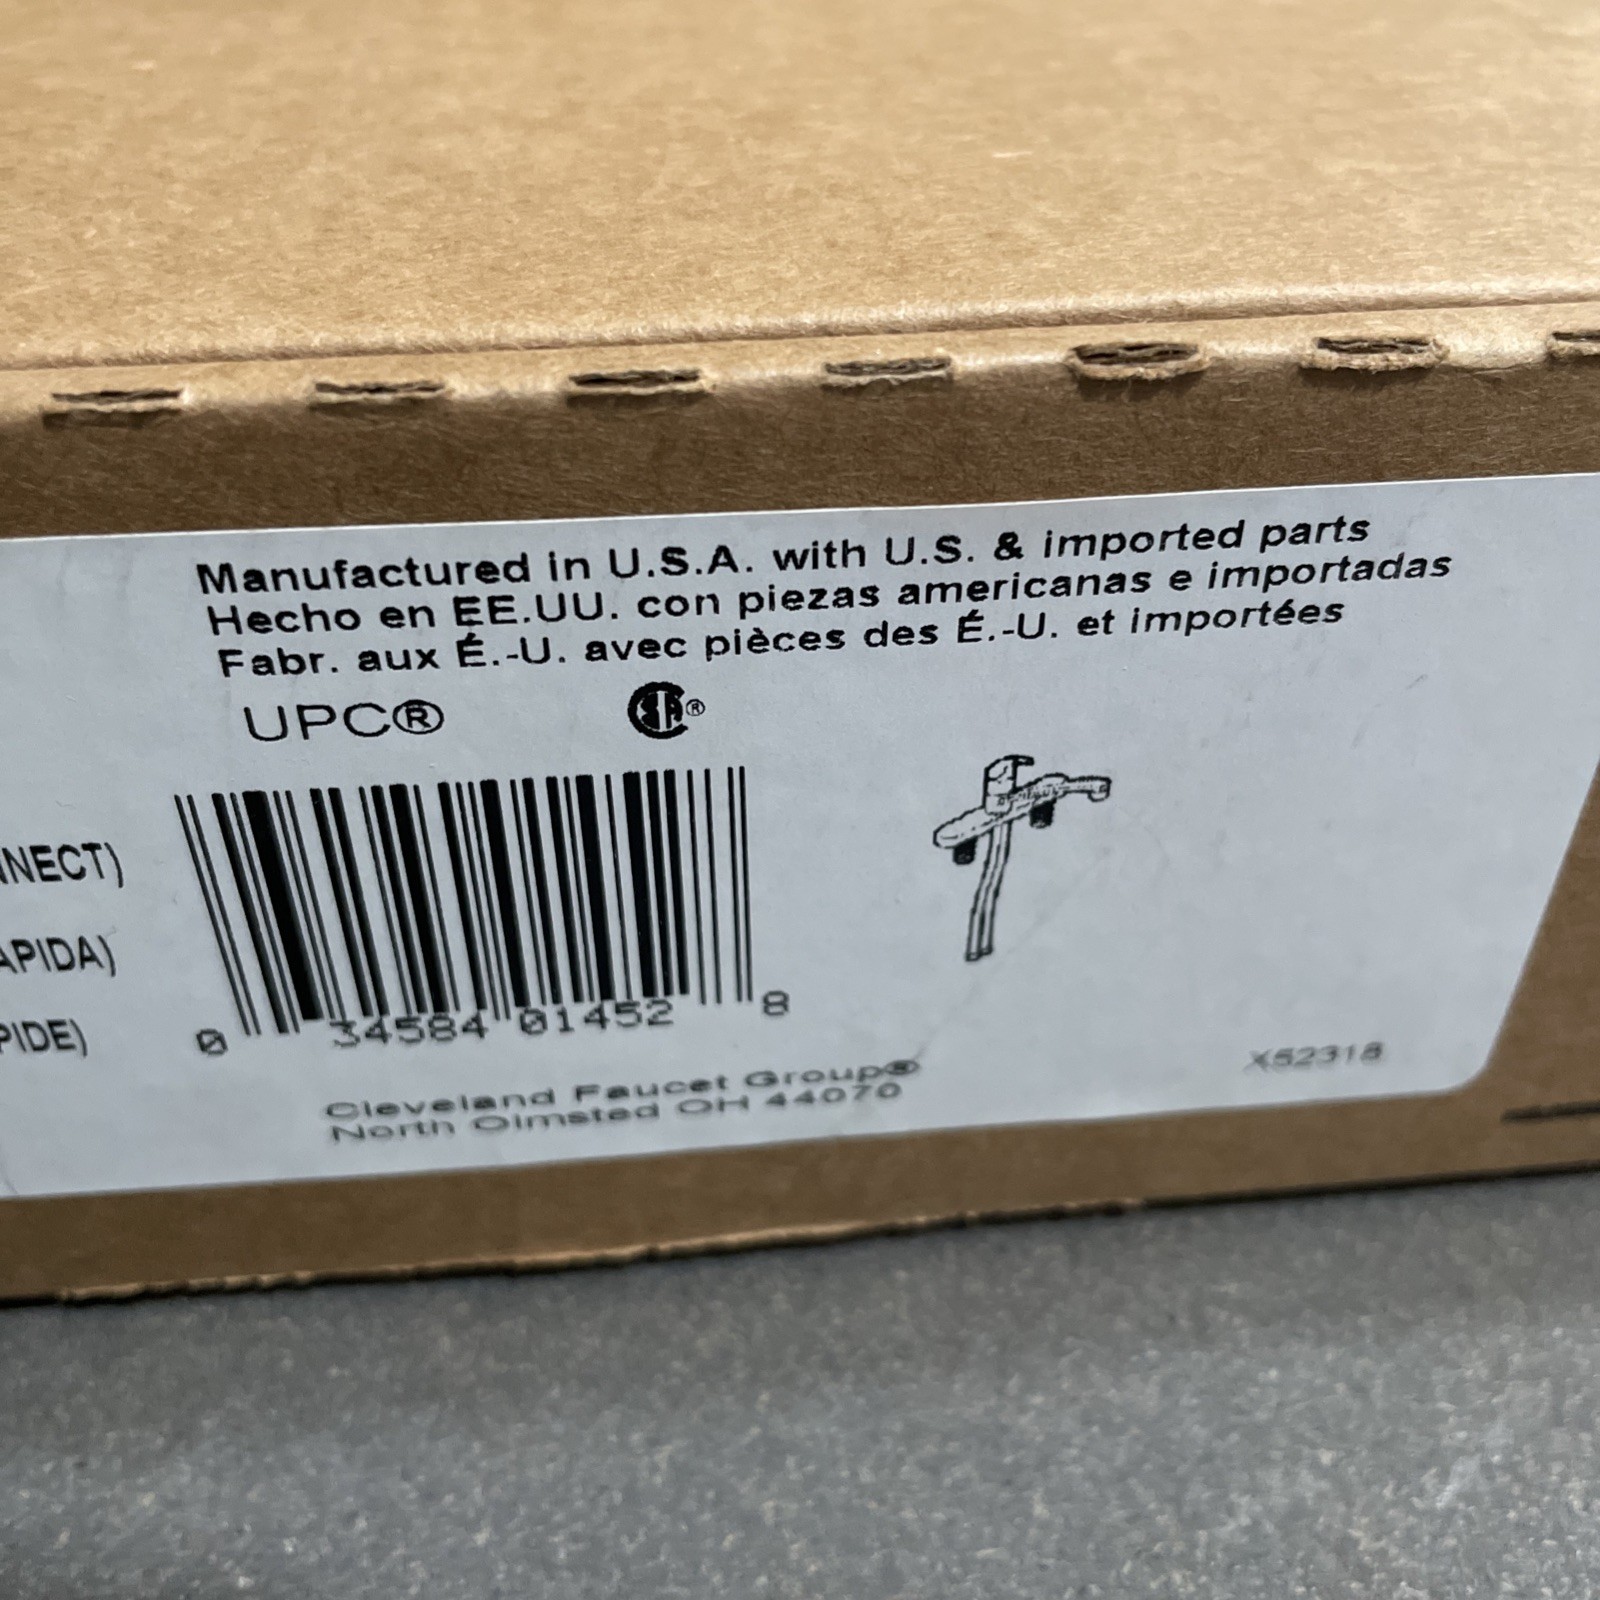 Manufactured in U.S.A. with U.S. & imported parts
Hecho en EE.UU. con piezas americanas e importadas
Fabr. aux É.-U. avec pièces des É.-U. et importées
UPC®
®
NNECT)
APIDA)
PIDE)
0 34584 01452 8
Cleveland Faucet Group®
North Olmsted OH 44070
X52318